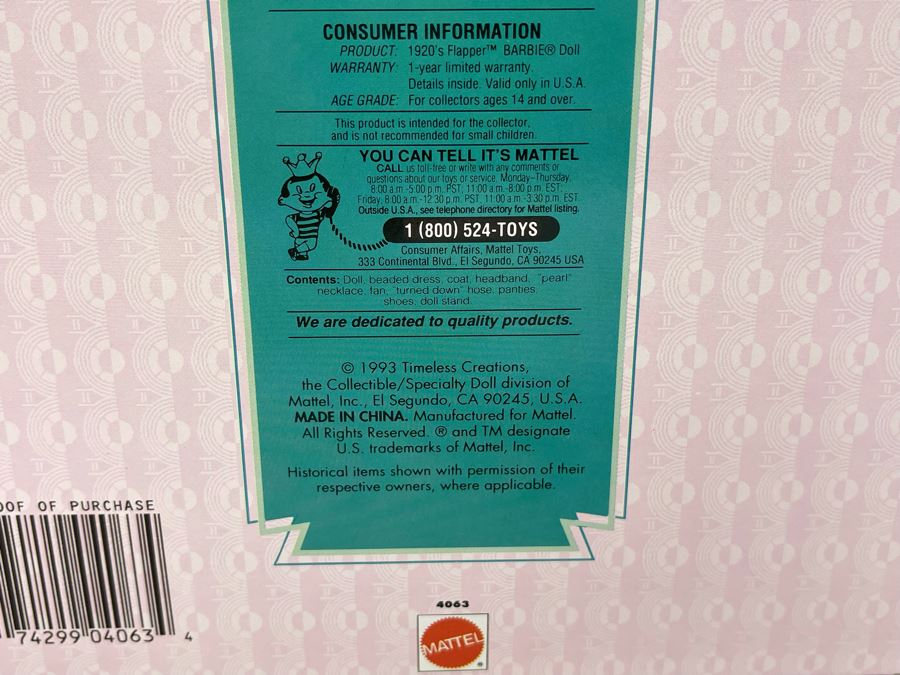 CONSUMER INFORMATION
PRODUCT: 1920's Flapper™ BARBIE® Doll
WARRANTY: 1-year limited warranty.
Details inside. Valid only in U.S.A.
AGE GRADE: For collectors ages 14 and over.
This product is intended for the collector,
and is not recommended for small children.
YOU CAN TELL IT'S MATTEL
CALL us toll-free or write with any comments or
questions about our toys or service, Monday–Thursday,
8:00 a.m.-5:00 p.m. PST; 11:00 a.m.-8:00 p.m. EST;
Friday, 8:00 a.m.-12:30 p.m. PST, 11:00 a.m.-3:30 p.m. EST.
Outside U.S.A., see telephone directory for Mattel listing.
1 (800) 524-TOYS
Consumer Affairs, Mattel Toys,
333 Continental Blvd., El Segundo, CA 90245 USA
Contents: Doll, beaded dress, coat, headband, "pearl"
necklace, fan, "turned down" hose, panties,
shoes, doll stand.
We are dedicated to quality products.
© 1993 Timeless Creations,
the Collectible/Specialty Doll division of
Mattel, Inc., El Segundo, CA 90245, U.S.A.
MADE IN CHINA. Manufactured for Mattel.
All Rights Reserved. ® and TM designate
U.S. trademarks of Mattel, Inc.
Historical items shown with permission of their
respective owners, where applicable.
OOF OF PURCHASE
74299 04063 4
4063
MATTEL
®